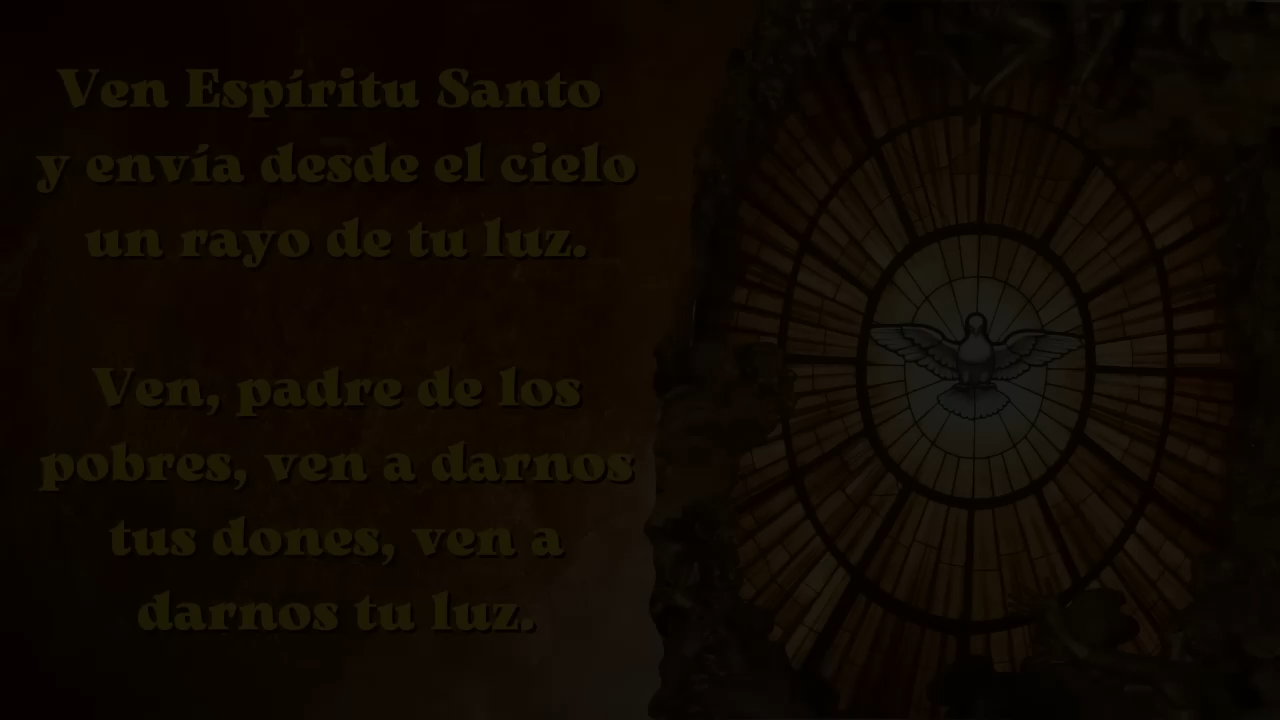 Ven Espíritu Santo
y envía desde el cielo
un rayo de tu luz.
Ven, padre de los
pobres, ven a darnos
tus dones, ven a
darnos tu luz.